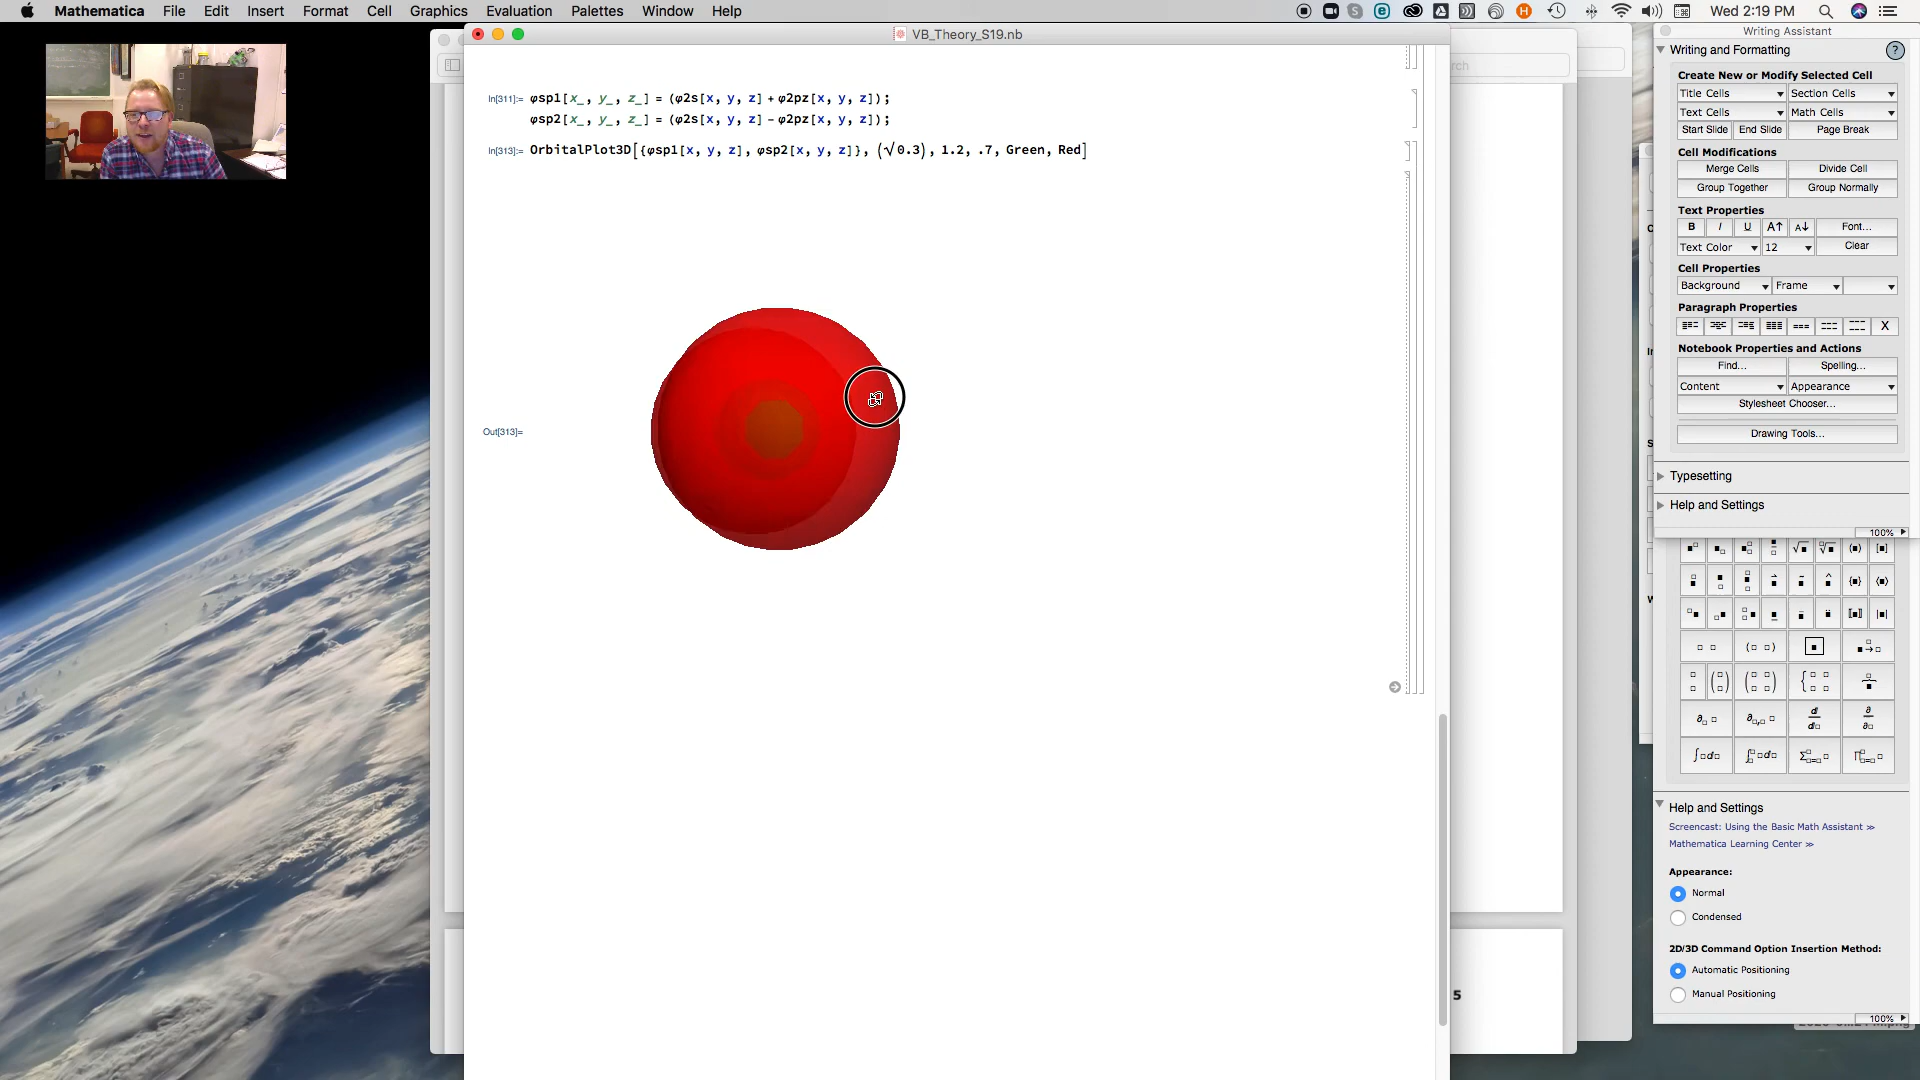 Mathematica File Edit Insert Format Cell Graphics Evaluation Palettes Window Help
Wed 2:19 PM
VB_Theory_S19.nb
In[311]:= φsp1[x_, y_, z_] = (φ2s[x, y, z] + φ2pz[x, y, z]);
φsp2[x_, y_, z_] = (φ2s[x, y, z] - φ2pz[x, y, z]);
In[313]:= OrbitalPlot3D[{φsp1[x, y, z], φsp2[x, y, z]}, (√0.3), 1.2, .7, Green, Red]
Out[313]=
rch
5
Writing Assistant
Writing and Formatting
?
Create New or Modify Selected Cell
Title Cells Section Cells
Text Cells Math Cells
Start Slide End Slide Page Break
Cell Modifications
Merge Cells Divide Cell
Group Together Group Normally
Text Properties
B I U A↑ A↓ Font...
Text Color 12 Clear
Cell Properties
Background Frame
Paragraph Properties
X
Notebook Properties and Actions
Find... Spelling...
Content Appearance
Stylesheet Chooser...
Drawing Tools...
Typesetting
Help and Settings
100%
Help and Settings
Screencast: Using the Basic Math Assistant ≫
Mathematica Learning Center ≫
Appearance:
Normal
Condensed
2D/3D Command Option Insertion Method:
Automatic Positioning
Manual Positioning
100%